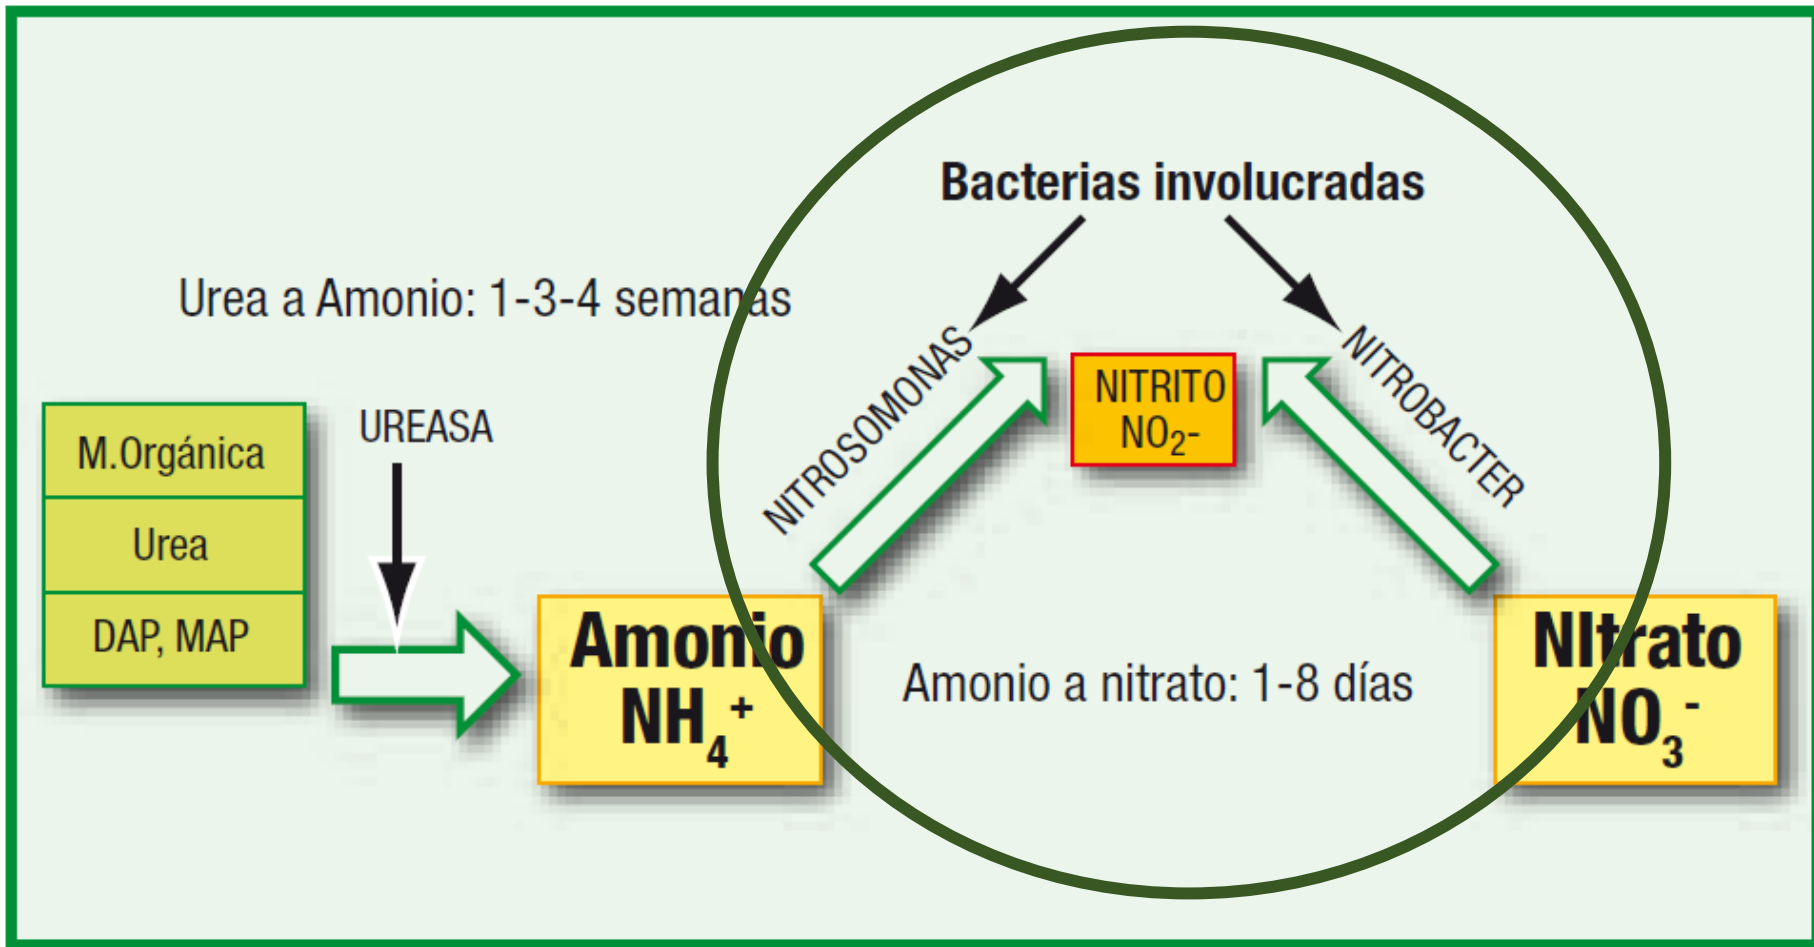 Bacterias involucradas
Urea a Amonio: 1-3-4 semanas
NITROSOMONAS
NITROBACTER
NITRITO
NO₂-
UREASA
M.Orgánica
Urea
DAP, MAP
Amonio
NH₄⁺
Amonio a nitrato: 1-8 días
NItrato
NO₃⁻